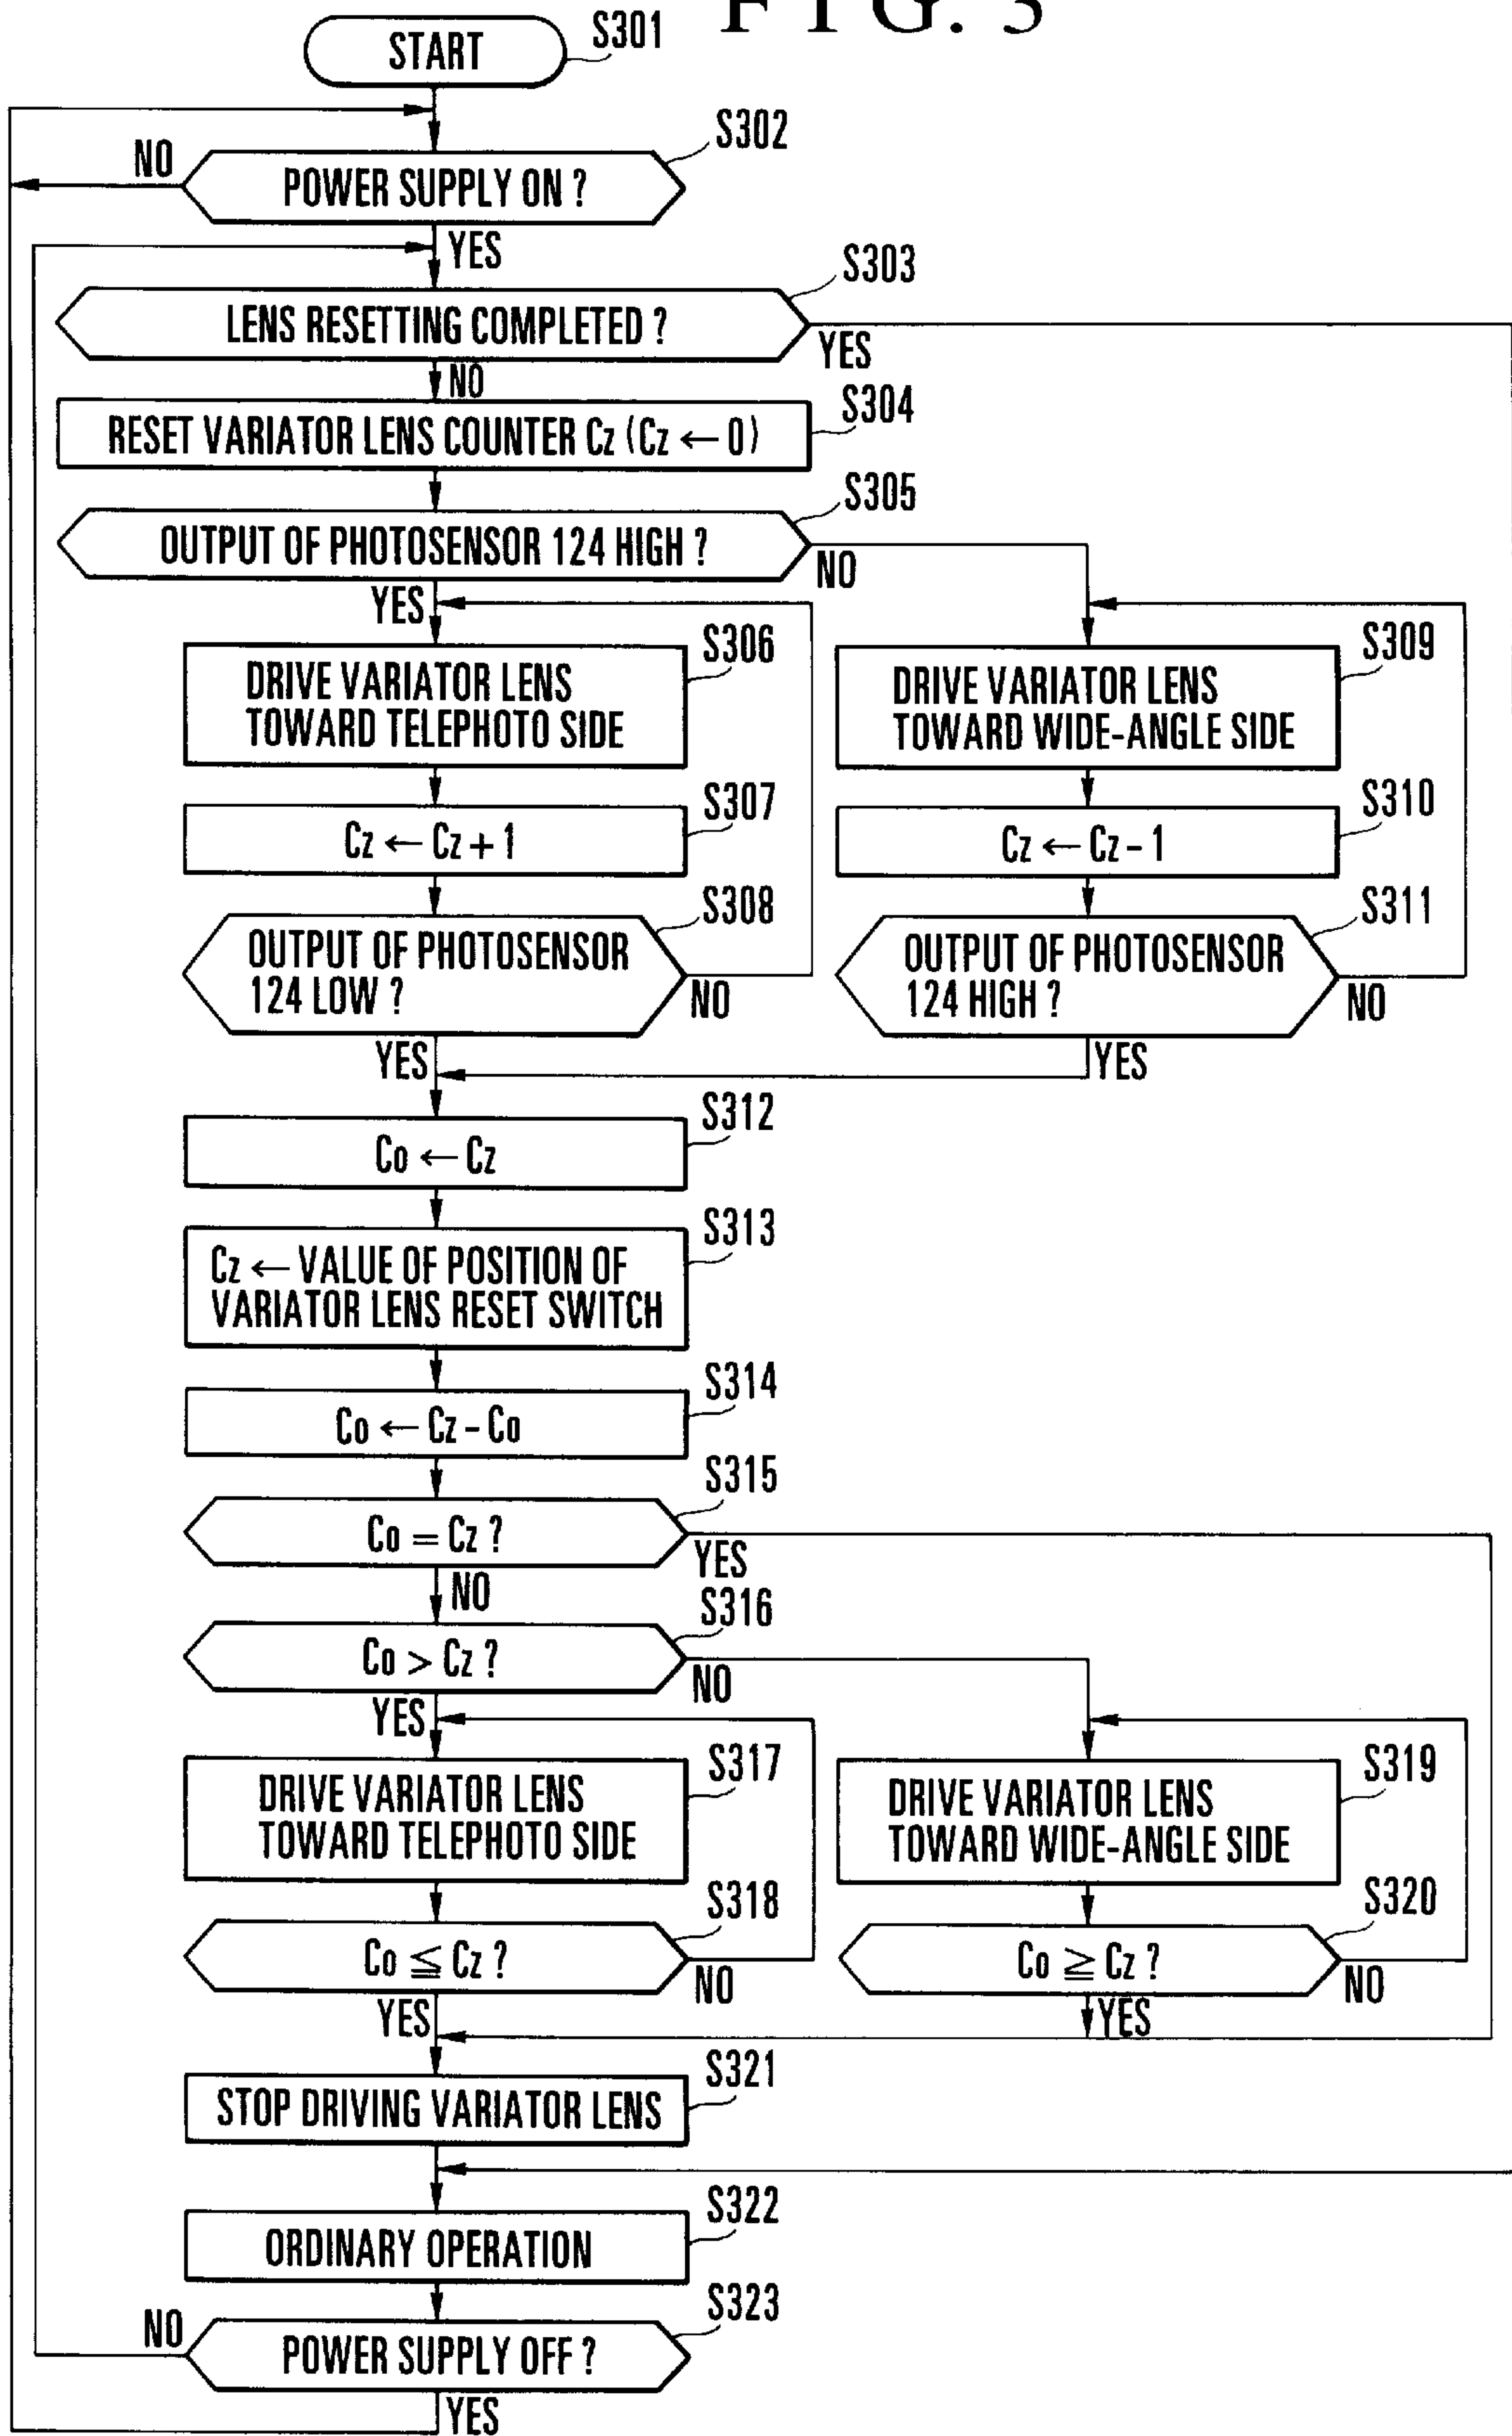 FIG. 3
START
S301
S302
NO
POWER SUPPLY ON ?
YES
S303
LENS RESETTING COMPLETED ?
YES
NO
S304
RESET VARIATOR LENS COUNTER Cz (Cz ← 0)
S305
OUTPUT OF PHOTOSENSOR 124 HIGH ?
NO
YES
S306
DRIVE VARIATOR LENS
TOWARD TELEPHOTO SIDE
S309
DRIVE VARIATOR LENS
TOWARD WIDE-ANGLE SIDE
S307
Cz ← Cz + 1
S310
Cz ← Cz - 1
S308
OUTPUT OF PHOTOSENSOR
124 LOW ?
NO
S311
OUTPUT OF PHOTOSENSOR
124 HIGH ?
NO
YES
YES
S312
Co ← Cz
S313
Cz ← VALUE OF POSITION OF
VARIATOR LENS RESET SWITCH
S314
Co ← Cz - Co
S315
Co = Cz ?
YES
NO
S316
Co > Cz ?
NO
YES
S317
DRIVE VARIATOR LENS
TOWARD TELEPHOTO SIDE
S319
DRIVE VARIATOR LENS
TOWARD WIDE-ANGLE SIDE
S318
Co ≦ Cz ?
NO
S320
Co ≧ Cz ?
NO
YES
YES
S321
STOP DRIVING VARIATOR LENS
S322
ORDINARY OPERATION
S323
NO
POWER SUPPLY OFF ?
YES